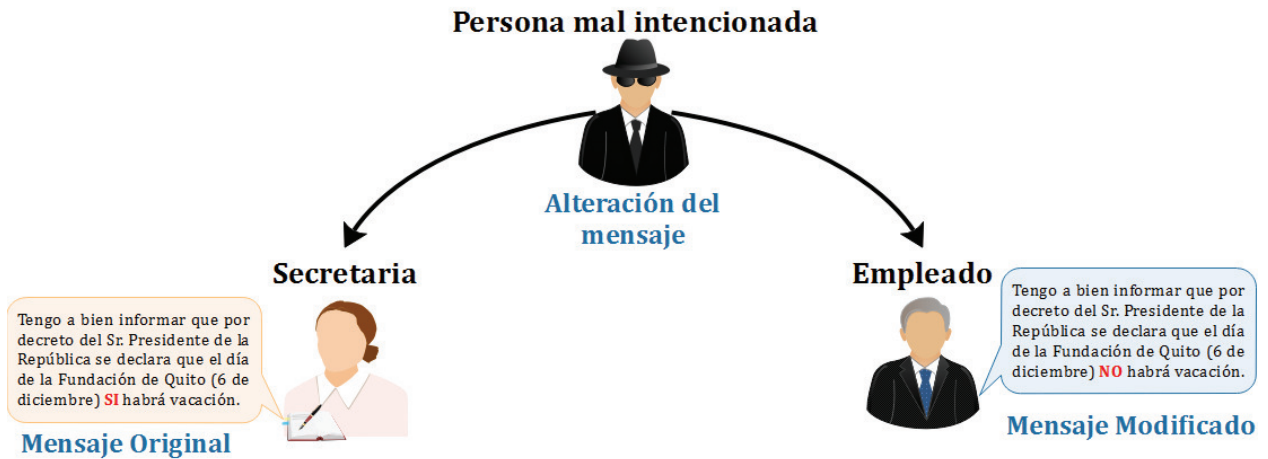 Persona mal intencionada
Alteración del
mensaje
Secretaria
Tengo a bien informar que por
decreto del Sr. Presidente de la
República se declara que el día
de la Fundación de Quito (6 de
diciembre) SI habrá vacación.
Mensaje Original
Empleado
Tengo a bien informar que por
decreto del Sr. Presidente de la
República se declara que el día
de la Fundación de Quito (6 de
diciembre) NO habrá vacación.
Mensaje Modificado